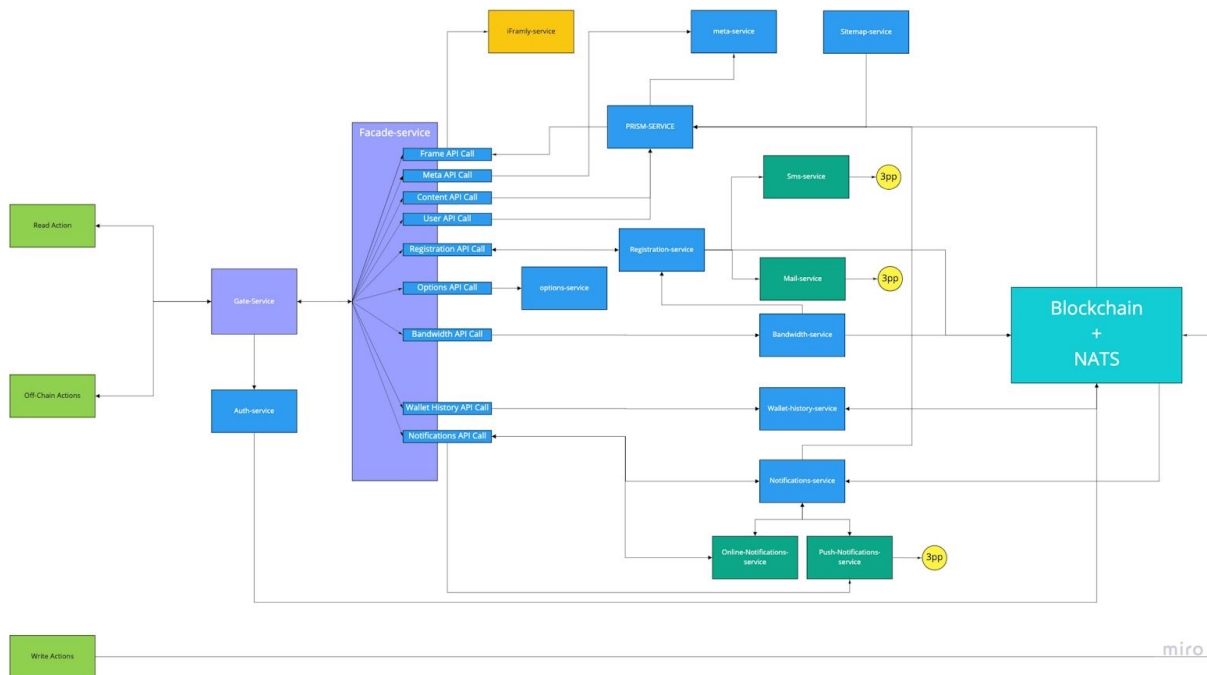 iFramly-service
meta-service
Sitemap-service
PRISM-SERVICE
Facade-service
Frame API Call
Meta API Call
Content API Call
User API Call
Registration API Call
Options API Call
Bandwidth API Call
Wallet History API Call
Notifications API Call
Sms-service
3pp
Read Action
Registration-service
Mail-service
3pp
options-service
Gate-Service
Blockchain
+
NATS
Bandwidth-service
Off-Chain Actions
Auth-service
Wallet-history-service
Notifications-service
Online-Notifications-
service
Push-Notifications-
service
3pp
Write Actions
miro